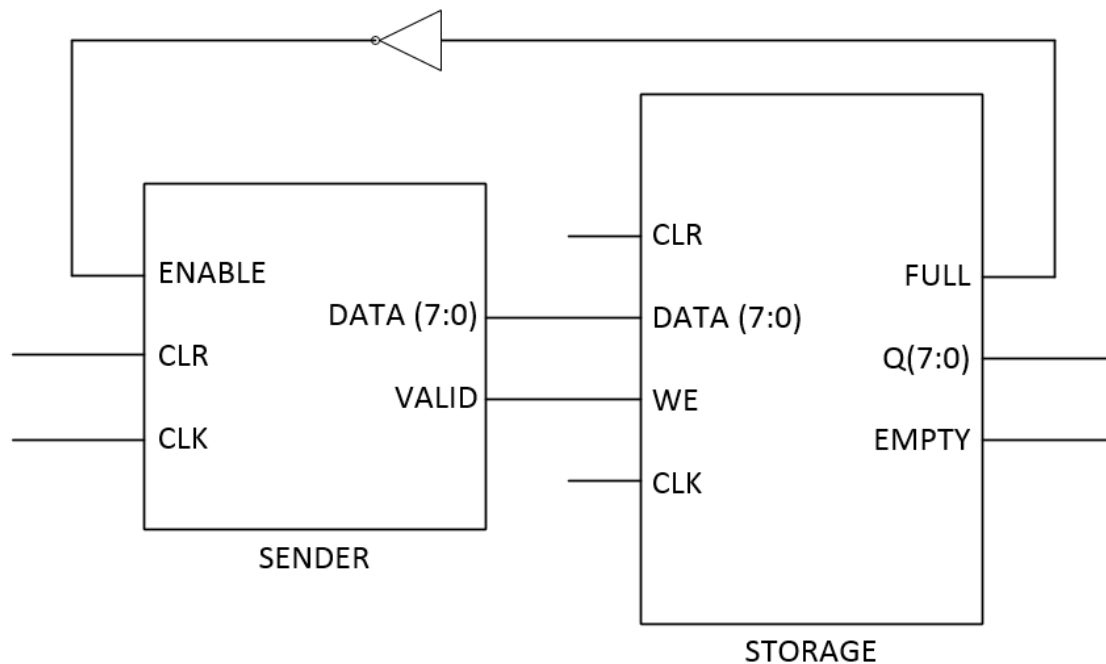 ENABLE
CLR
CLK
DATA (7:0)
VALID
SENDER
CLR
DATA (7:0)
WE
CLK
FULL
Q(7:0)
EMPTY
STORAGE